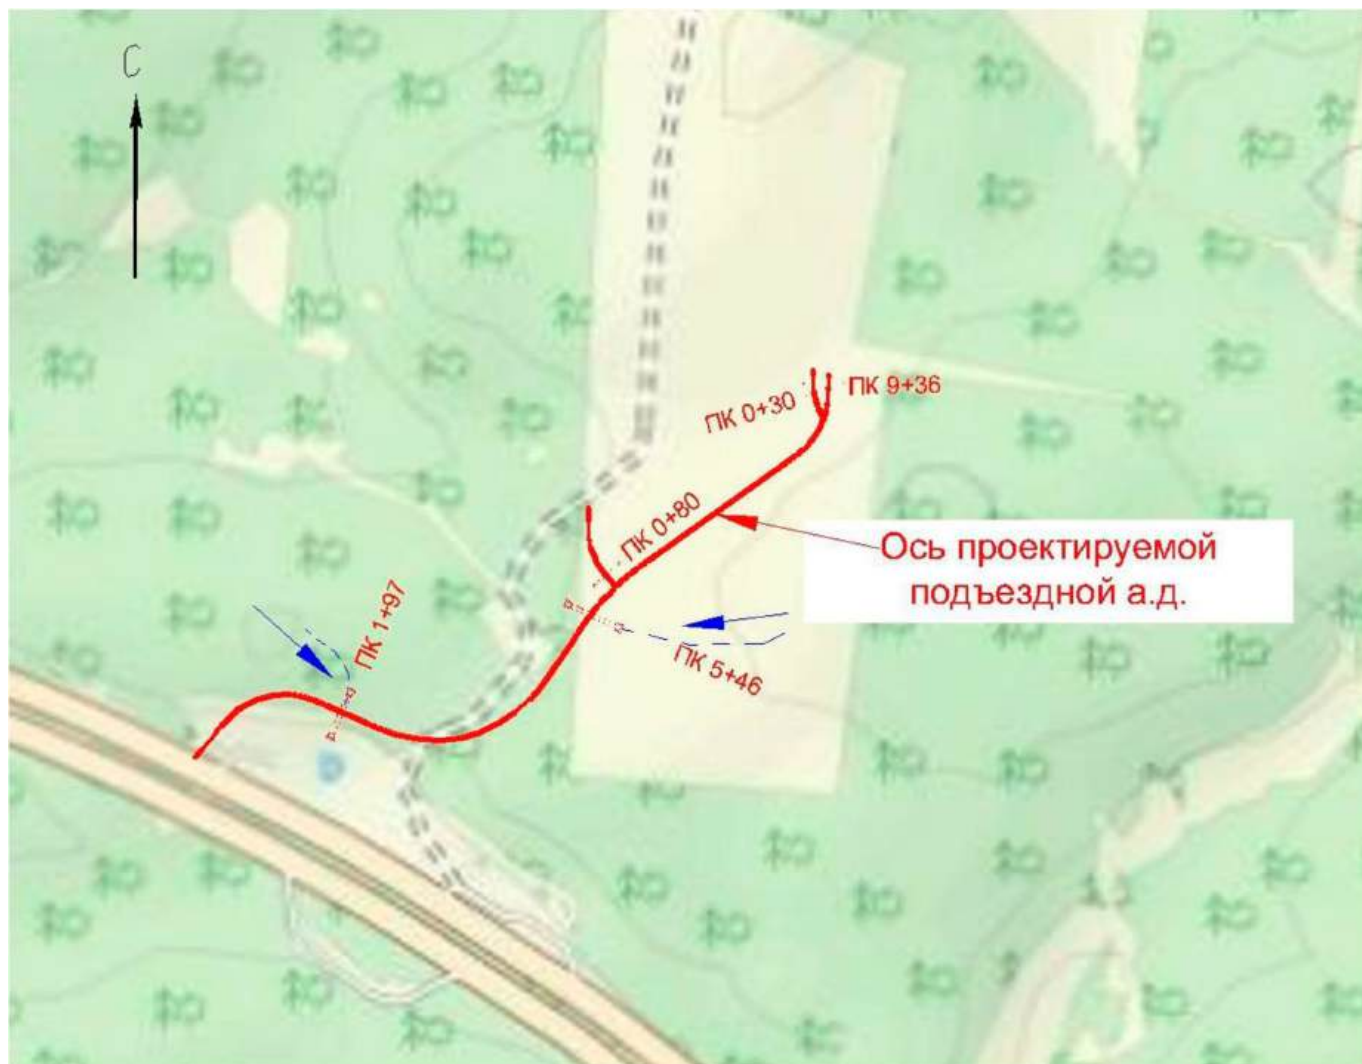 С
ПК 0+30
ПК 9+36
ПК 0+80
Ось проектируемой
подъездной а.д.
ПК 1+97
ПК 5+46